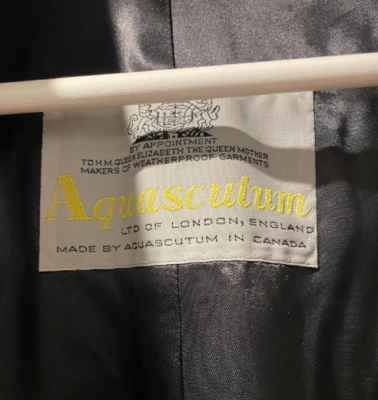 BY APPOINTMENT
TO H.M. QUEEN ELIZABETH THE QUEEN MOTHER
MAKERS OF WEATHERPROOF GARMENTS
Aquascutum
LTD OF LONDON, ENGLAND
MADE BY AQUASCUTUM IN CANADA